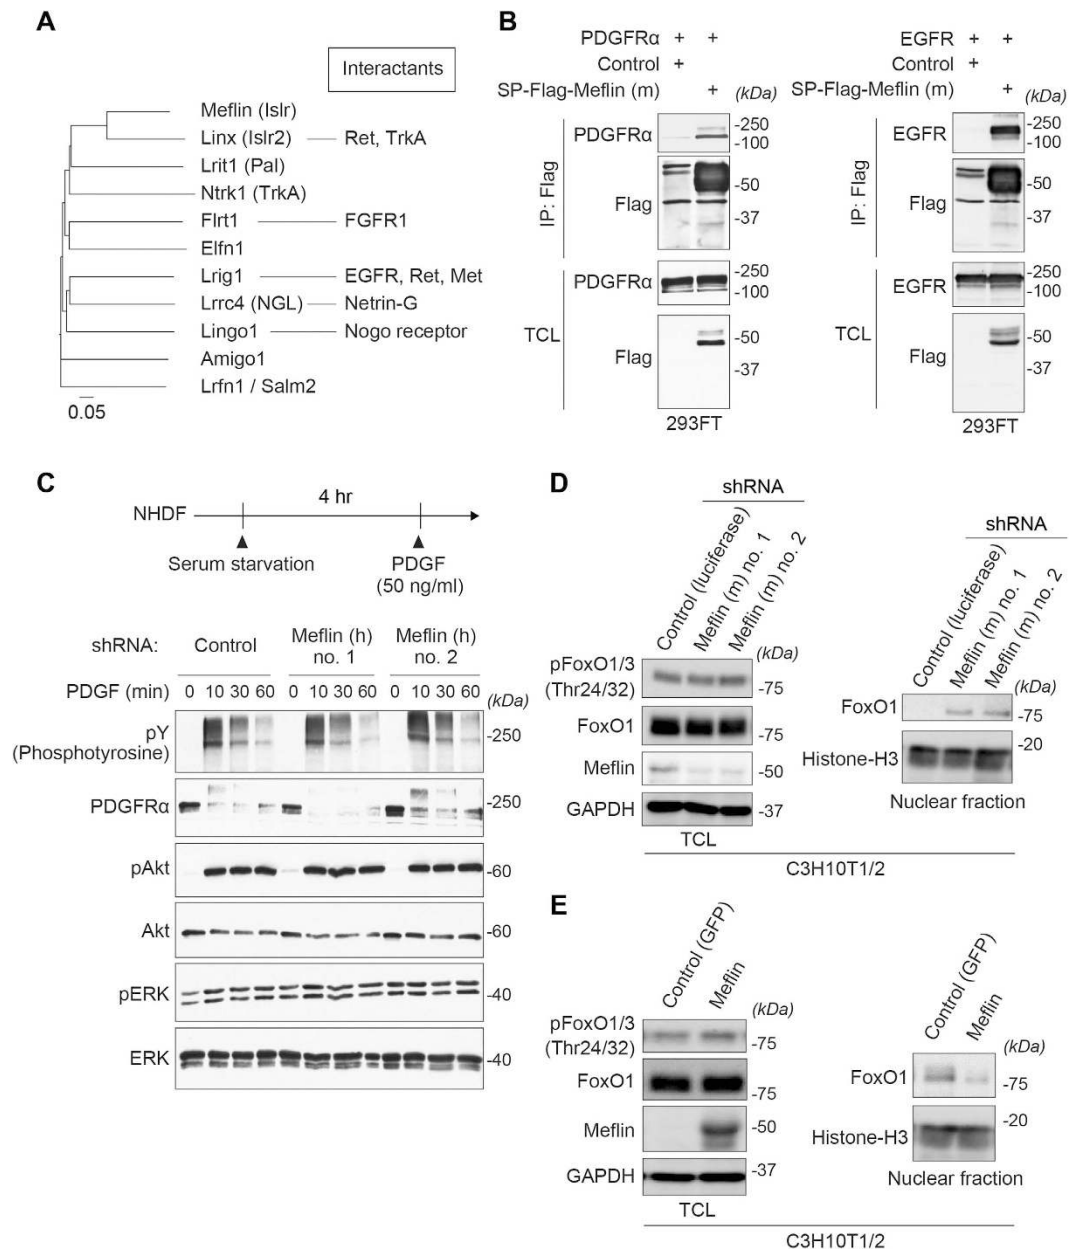 A
Interactants
Meflin (Islr)
Linx (Islr2) Ret, TrkA
Lrit1 (Pal)
Ntrk1 (TrkA)
Flrt1 FGFR1
Elfn1
Lrig1 EGFR, Ret, Met
Lrrc4 (NGL) Netrin-G
Lingo1 Nogo receptor
Amigo1
Lrfn1 / Salm2
0.05
B
PDGFRα + +
Control +
SP-Flag-Meflin (m) + (kDa)
IP: Flag
PDGFRα -250
-100
Flag -50
-37
TCL
PDGFRα -250
-100
Flag -50
-37
293FT
EGFR + +
Control +
SP-Flag-Meflin (m) + (kDa)
IP: Flag
EGFR -250
-100
Flag -50
-37
TCL
EGFR -250
-100
Flag -50
-37
293FT
C
4 hr
NHDF
Serum starvation
PDGF
(50 ng/ml)
shRNA: Control Meflin (h) no. 1 Meflin (h) no. 2
PDGF (min) 0 10 30 60 0 10 30 60 0 10 30 60
(kDa)
pY
(Phosphotyrosine) -250
PDGFRα -250
pAkt -60
Akt -60
pERK -40
ERK -40
D
shRNA
Control (luciferase)
Meflin (m) no. 1
Meflin (m) no. 2
(kDa)
pFoxO1/3
(Thr24/32) -75
FoxO1 -75
Meflin -50
GAPDH -37
TCL
shRNA
Control (luciferase)
Meflin (m) no. 1
Meflin (m) no. 2
(kDa)
FoxO1 -75
-20
Histone-H3
Nuclear fraction
C3H10T1/2
E
Control (GFP)
Meflin
(kDa)
pFoxO1/3
(Thr24/32) -75
FoxO1 -75
Meflin -50
GAPDH -37
TCL
Control (GFP)
Meflin
(kDa)
FoxO1 -75
-20
Histone-H3
Nuclear fraction
C3H10T1/2